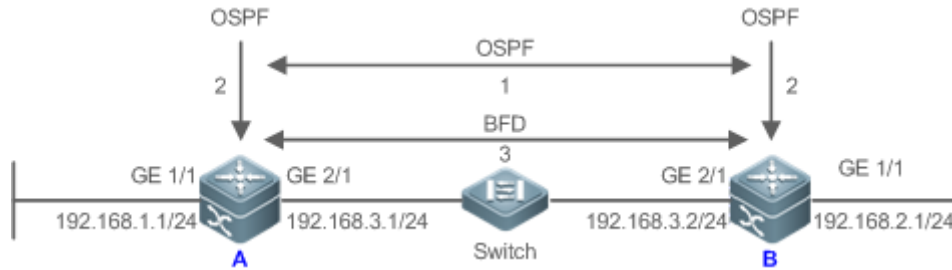 OSPF
OSPF
OSPF
2
1
2
BFD
3
GE 1/1
GE 2/1
GE 2/1
GE 1/1
192.168.1.1/24
192.168.3.1/24
192.168.3.2/24
192.168.2.1/24
Switch
A
B